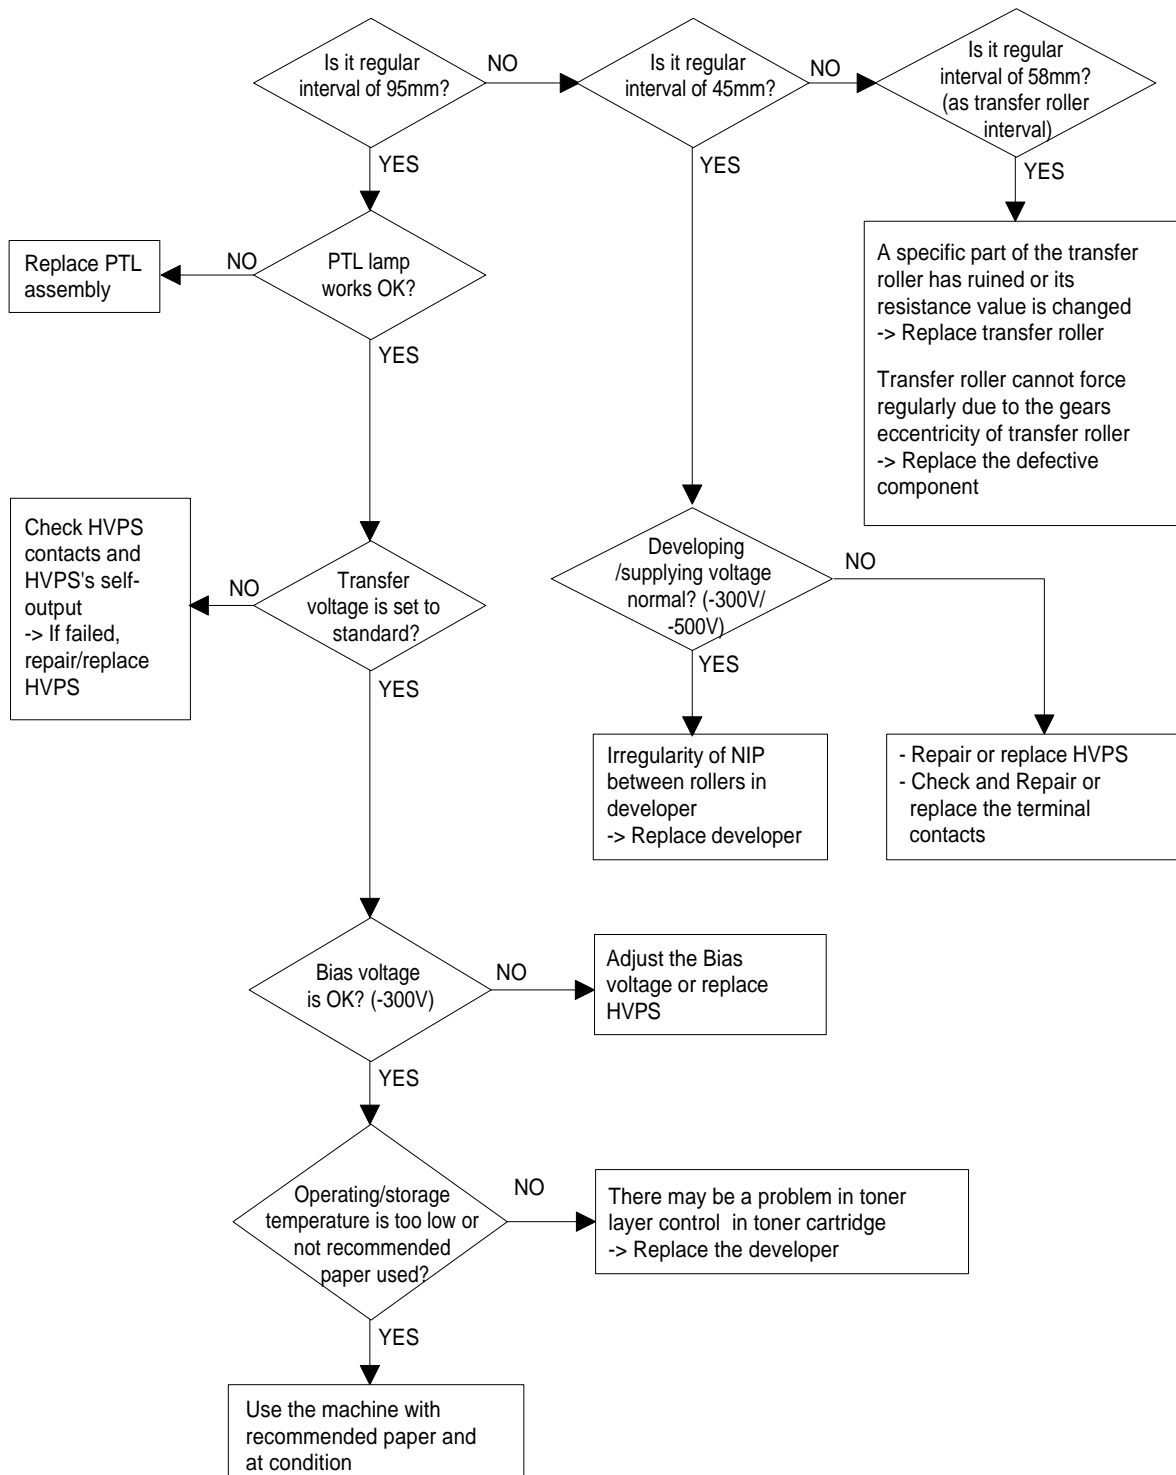 Is it regular
interval of 95mm?
NO
Is it regular
interval of 45mm?
NO
Is it regular
interval of 58mm?
(as transfer roller
interval)
YES
YES
YES
Replace PTL
assembly
NO
PTL lamp
works OK?
YES
A specific part of the transfer
roller has ruined or its
resistance value is changed
-> Replace transfer roller
Transfer roller cannot force
regularly due to the gears
eccentricity of transfer roller
-> Replace the defective
component
Check HVPS
contacts and
HVPS's self-
output
-> If failed,
repair/replace
HVPS
NO
Transfer
voltage is set to
standard?
YES
Developing
/supplying voltage
normal? (-300V/
-500V)
NO
YES
Irregularity of NIP
between rollers in
developer
-> Replace developer
- Repair or replace HVPS
- Check and Repair or
replace the terminal
contacts
Bias voltage
is OK? (-300V)
NO
Adjust the Bias
voltage or replace
HVPS
YES
Operating/storage
temperature is too low or
not recommended
paper used?
NO
There may be a problem in toner
layer control in toner cartridge
-> Replace the developer
YES
Use the machine with
recommended paper and
at condition